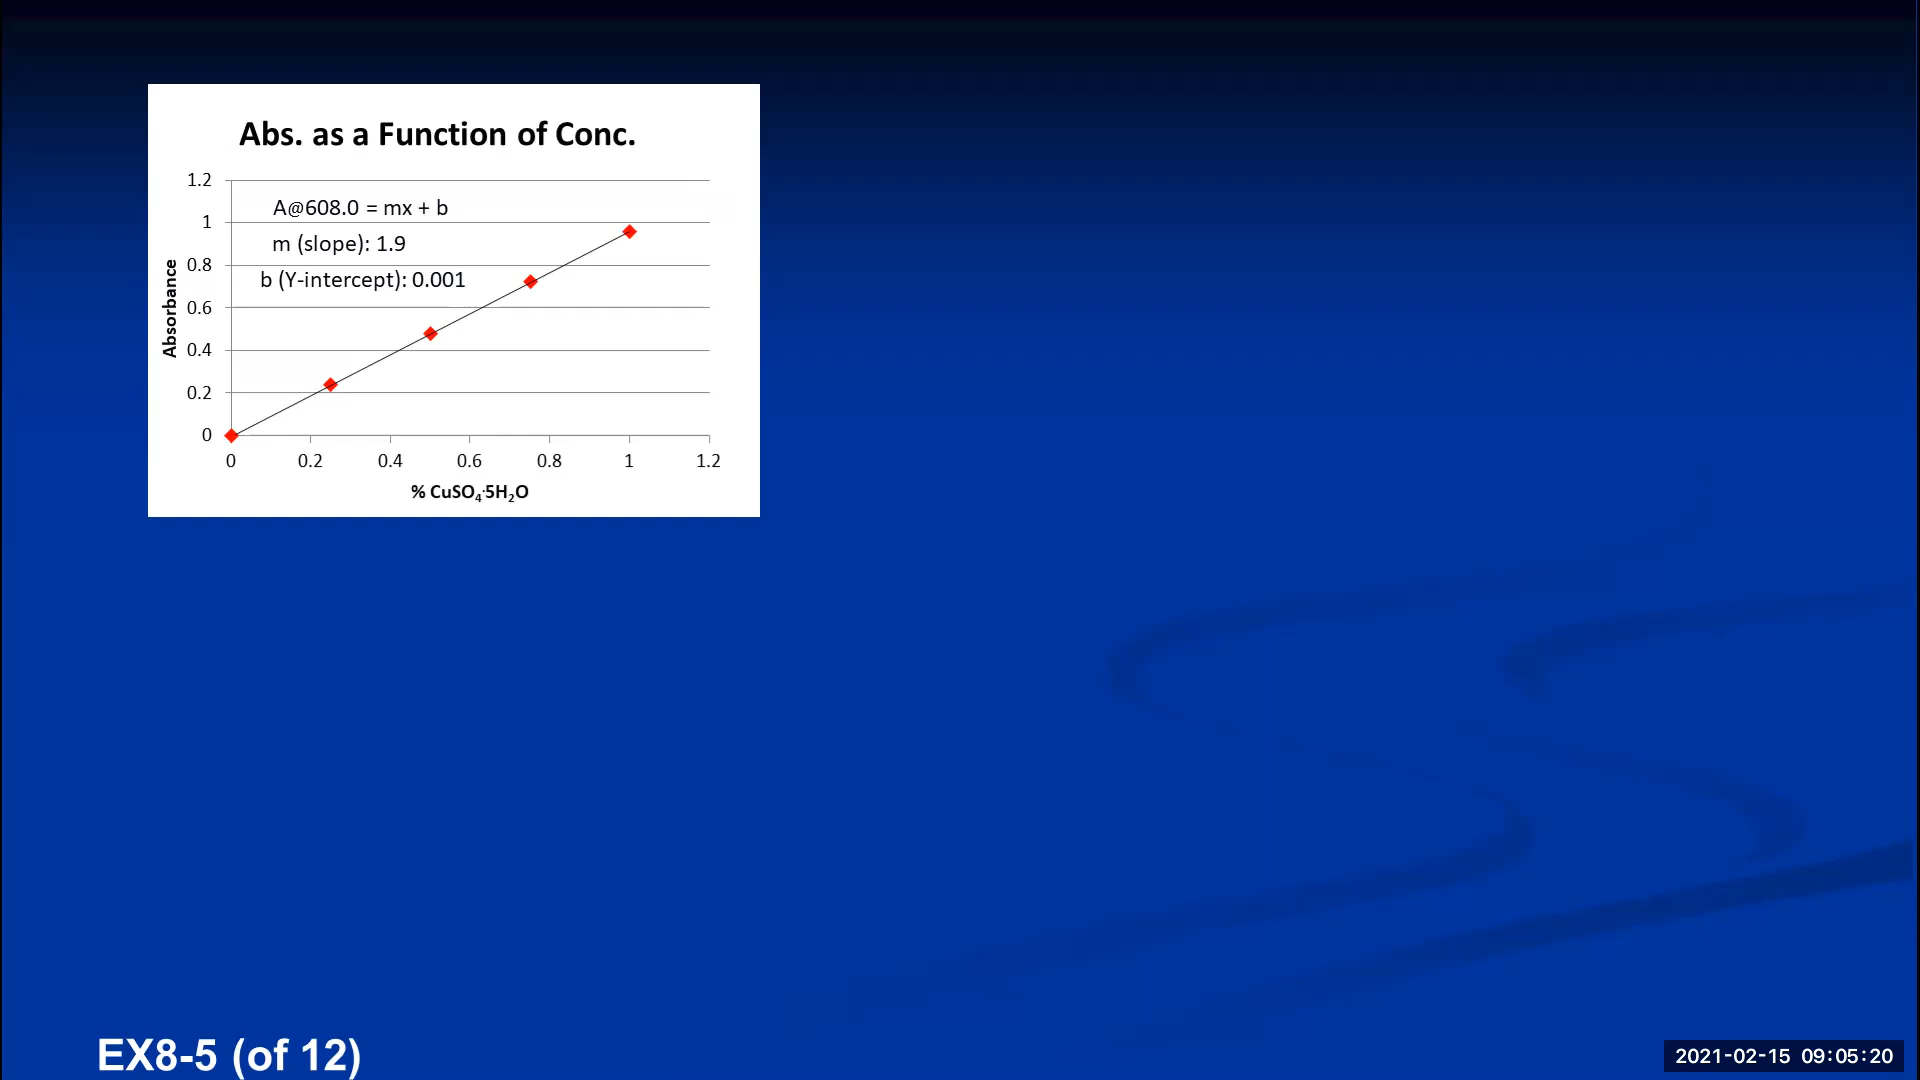 Abs. as a Function of Conc.
1.2
A@608.0 = mx + b
1
m (slope): 1.9
0.8
b (Y-intercept): 0.001
Absorbance
0.6
0.4
0.2
0
0 0.2 0.4 0.6 0.8 1 1.2
% CuSO₄·5H₂O
EX8-5 (of 12)
2021-02-15 09:05:20